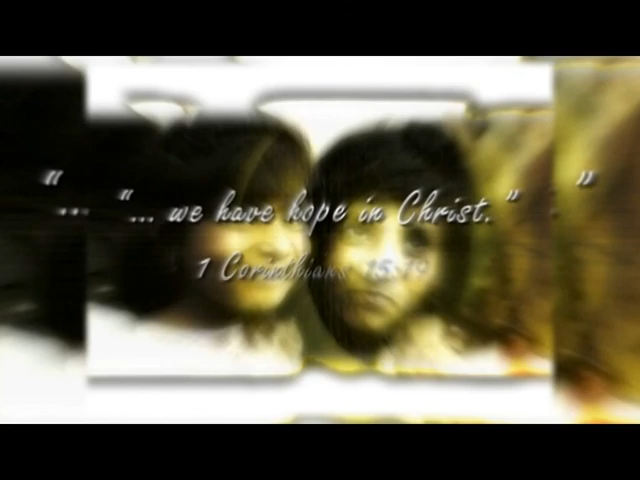 "... "... we have hope in Christ." . "
1 Corinthians 15:19